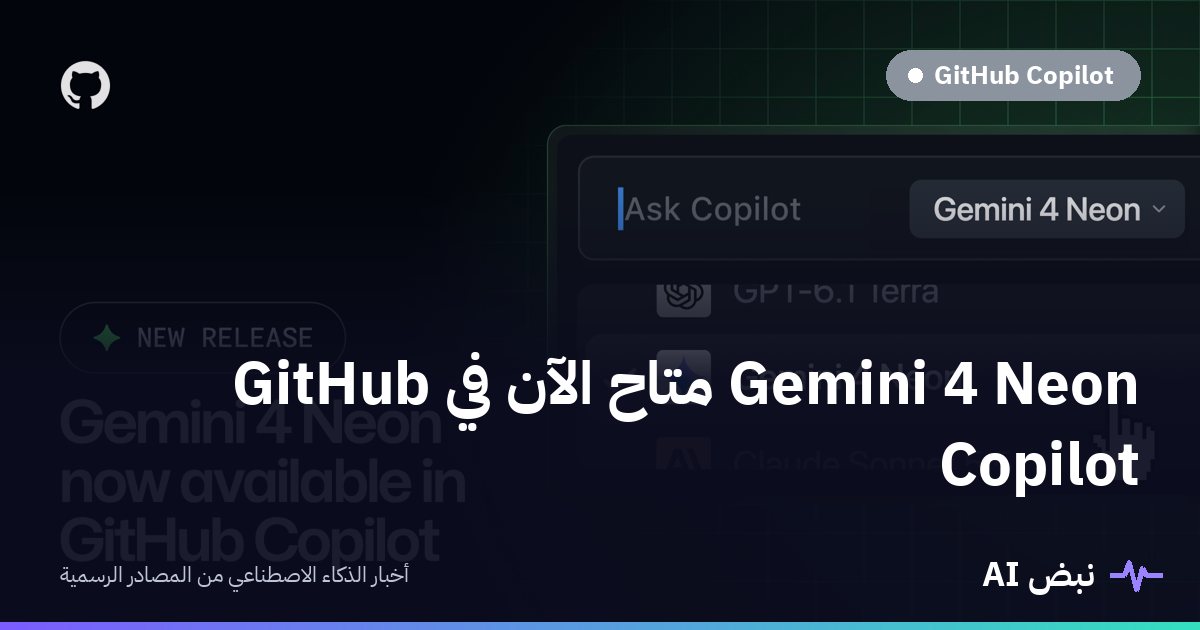 GitHub Copilot
Ask Copilot
Gemini 4 Neon
GPT-6.1 Terra
NEW RELEASE
Gemini 4 Neon متاح الآن في GitHub
Copilot
Gemini 4 Neon
now available in
GitHub Copilot
Claude
أخبار الذكاء الاصطناعي من المصادر الرسمية
نبض AI